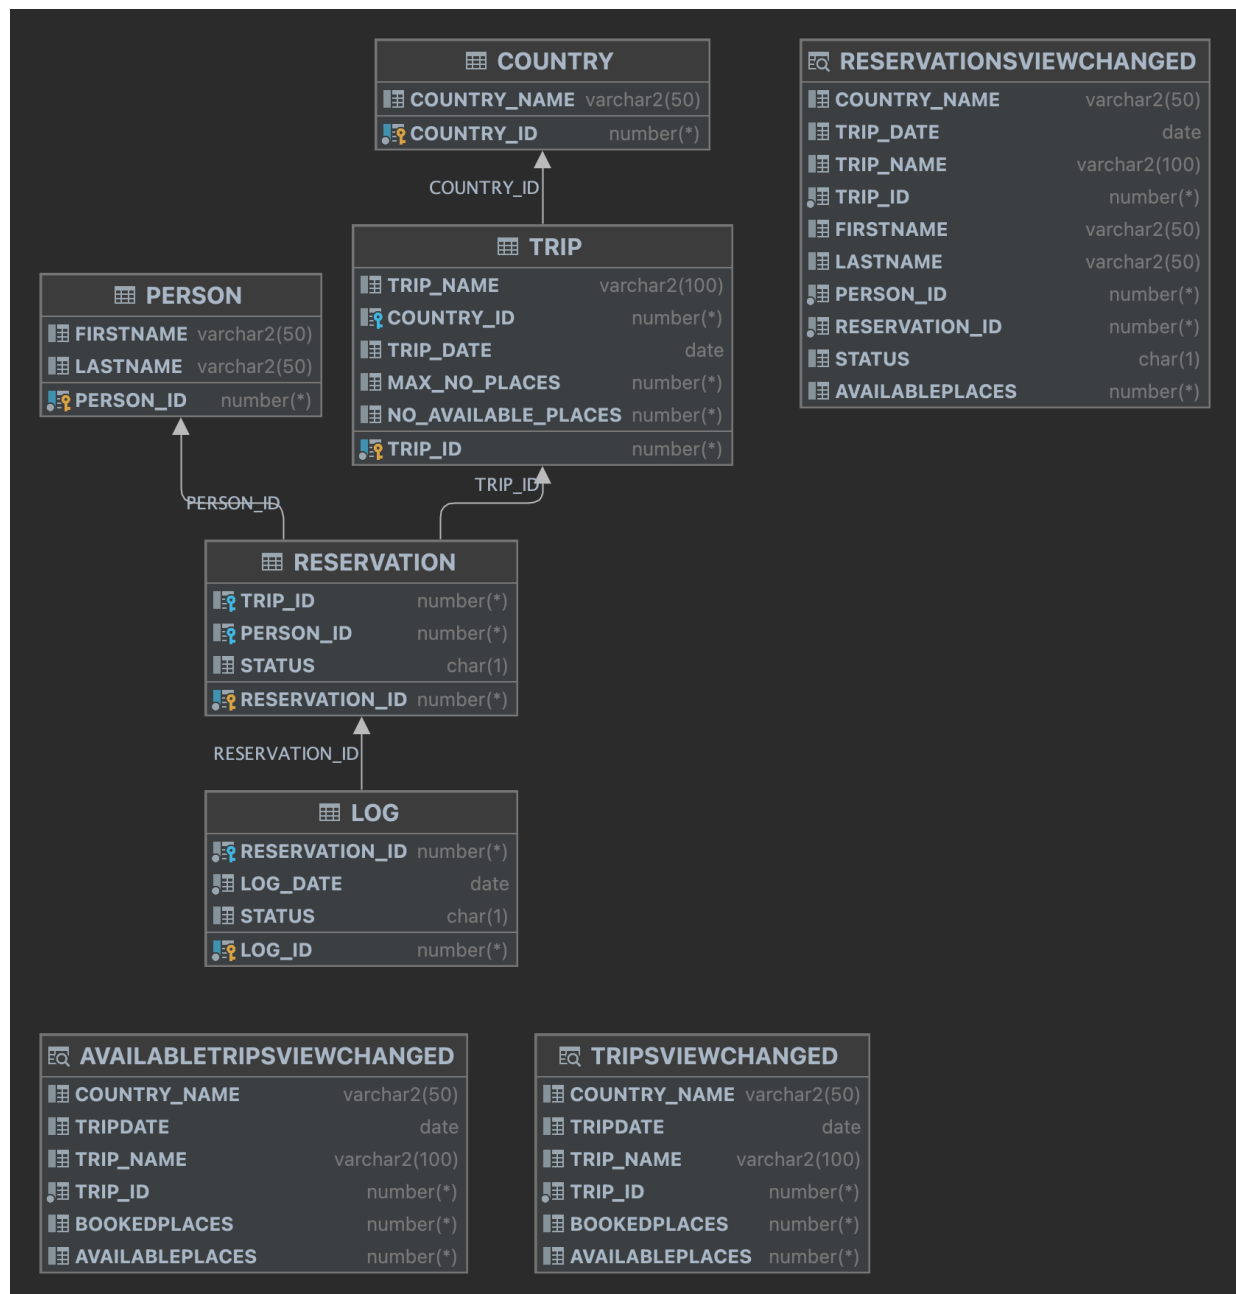 COUNTRY
COUNTRY_NAME varchar2(50)
COUNTRY_ID number(*)
RESERVATIONSVIEWCHANGED
COUNTRY_NAME varchar2(50)
TRIP_DATE date
TRIP_NAME varchar2(100)
TRIP_ID number(*)
FIRSTNAME varchar2(50)
LASTNAME varchar2(50)
PERSON_ID number(*)
RESERVATION_ID number(*)
STATUS char(1)
AVAILABLEPLACES number(*)
COUNTRY_ID
TRIP
TRIP_NAME varchar2(100)
COUNTRY_ID number(*)
TRIP_DATE date
MAX_NO_PLACES number(*)
NO_AVAILABLE_PLACES number(*)
TRIP_ID number(*)
PERSON
FIRSTNAME varchar2(50)
LASTNAME varchar2(50)
PERSON_ID number(*)
TRIP_ID
PERSON_ID
RESERVATION
TRIP_ID number(*)
PERSON_ID number(*)
STATUS char(1)
RESERVATION_ID number(*)
RESERVATION_ID
LOG
RESERVATION_ID number(*)
LOG_DATE date
STATUS char(1)
LOG_ID number(*)
AVAILABLETRIPSVIEWCHANGED
COUNTRY_NAME varchar2(50)
TRIPDATE date
TRIP_NAME varchar2(100)
TRIP_ID number(*)
BOOKEDPLACES number(*)
AVAILABLEPLACES number(*)
TRIPSVIEWCHANGED
COUNTRY_NAME varchar2(50)
TRIPDATE date
TRIP_NAME varchar2(100)
TRIP_ID number(*)
BOOKEDPLACES number(*)
AVAILABLEPLACES number(*)